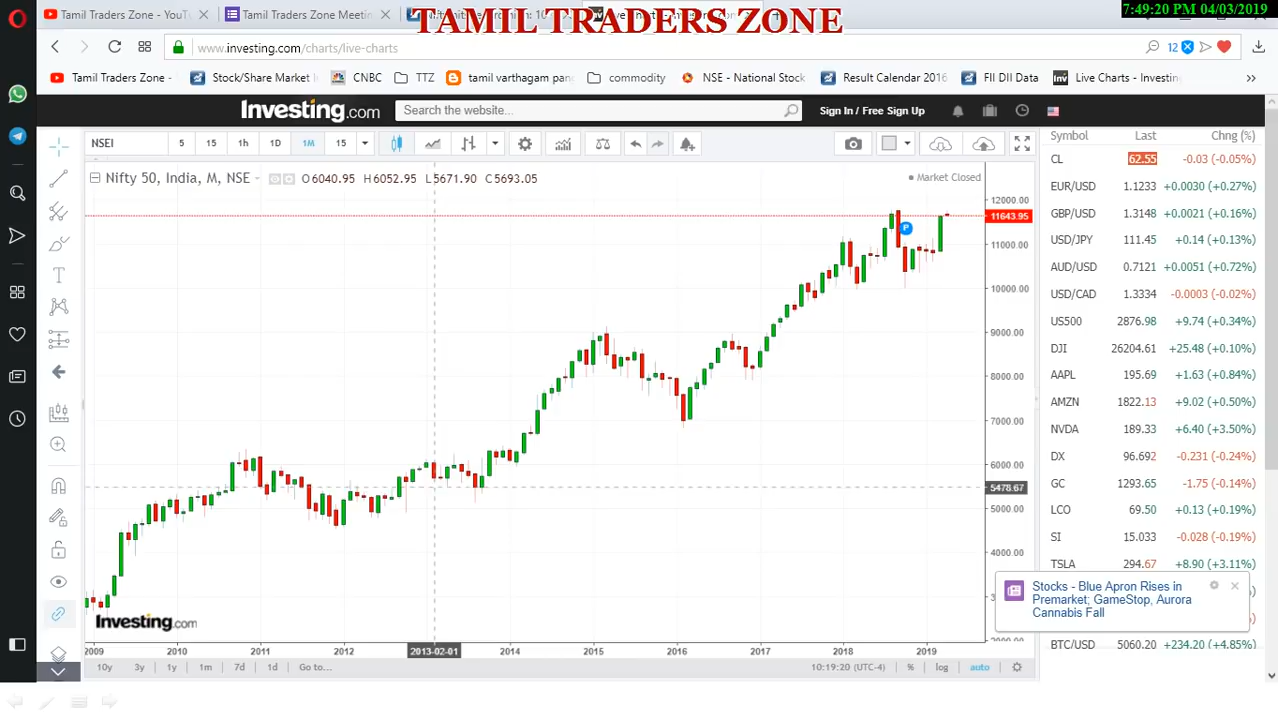 TAMIL TRADERS ZONE
7:49:20 PM 04/03/2019
Tamil Traders Zone - YouT
Tamil Traders Zone Meetin
www.investing.com/charts/live-charts
12
Tamil Traders Zone -
Stock/Share Market
CNBC
TTZ
tamil varthagam pan
commodity
NSE - National Stock
Result Calendar 2016
FII DII Data
Inv
Live Charts - Investin
Investing.com
Search the website...
Sign In / Free Sign Up
NSEI
5
15
1h
1D
1M
15
Nifty 50, India, M, NSE
O6040.95 H6052.95 L5671.90 C5693.05
Market Closed
12000.00
11643.95
11000.00
10000.00
9000.00
8000.00
7000.00
6000.00
5478.67
5000.00
4000.00
P
Investing.com
2009
2010
2011
2012
2013-02-01
2014
2015
2016
2017
2018
2019
10y
3y
1y
1m
7d
1d
Go to...
10:19:20 (UTC-4)
%
log
auto
Symbol Last Chng (%)
CL 62.55 -0.03 (-0.05%)
EUR/USD 1.1233 +0.0030 (+0.27%)
GBP/USD 1.3148 +0.0021 (+0.16%)
USD/JPY 111.45 +0.14 (+0.13%)
AUD/USD 0.7121 +0.0051 (+0.72%)
USD/CAD 1.3334 -0.0003 (-0.02%)
US500 2876.98 +9.74 (+0.34%)
DJI 26204.61 +25.48 (+0.10%)
AAPL 195.69 +1.63 (+0.84%)
AMZN 1822.13 +9.02 (+0.50%)
NVDA 189.33 +6.40 (+3.50%)
DX 96.692 -0.231 (-0.24%)
GC 1293.65 -1.75 (-0.14%)
LCO 69.50 +0.13 (+0.19%)
SI 15.033 -0.028 (-0.19%)
TSLA 294.67 +8.90 (+3.11%)
Stocks - Blue Apron Rises in
Premarket; GameStop, Aurora
Cannabis Fall
BTC/USD 5060.20 +234.20 (+4.85%)